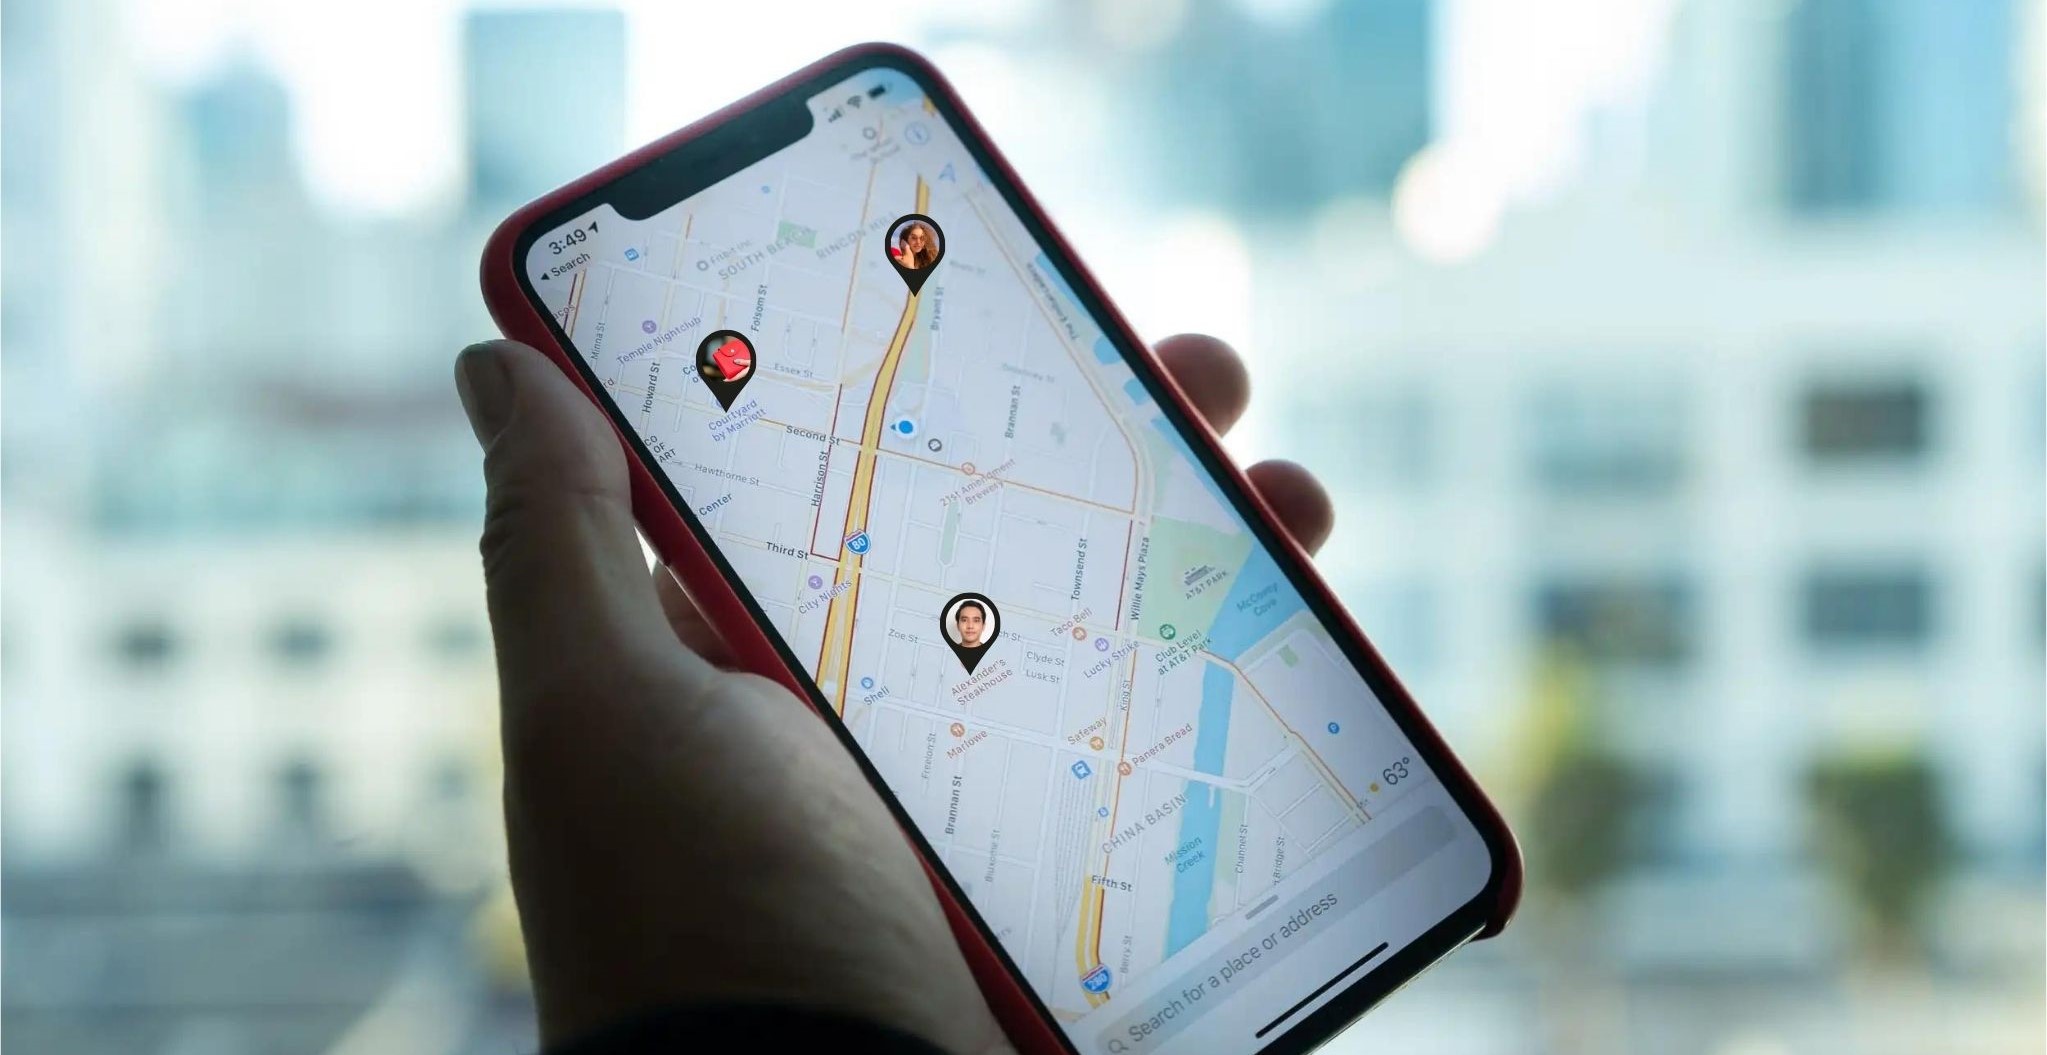 3:49
Search
SOUTH BEACH
RINCON HILL
Folsom St
Minna St
Temple Nightclub
Howard St
Essex St
Bryant St
The Embarcadero
Courtyard
by Marriott
Second St
Brannan St
Harrison St
Hawthorne St
Center
21st Amendment
Brewery
80
Third St
City Nights
Townsend St
Willie Mays Plaza
AT&T PARK
McCovey
Cove
Taco Bell
Zoe St
Clyde St
Lusk St
Lucky Strike
Club Level
at AT&T Park
Alexander's
Steakhouse
Shell
King St
Marlowe
Safeway
Panera Bread
Freelon St
63°
Brannan St
CHINA BASIN
Mission
Creek
Channel St
Bluxome St
Fifth St
Berry St
280
Search for a place or address